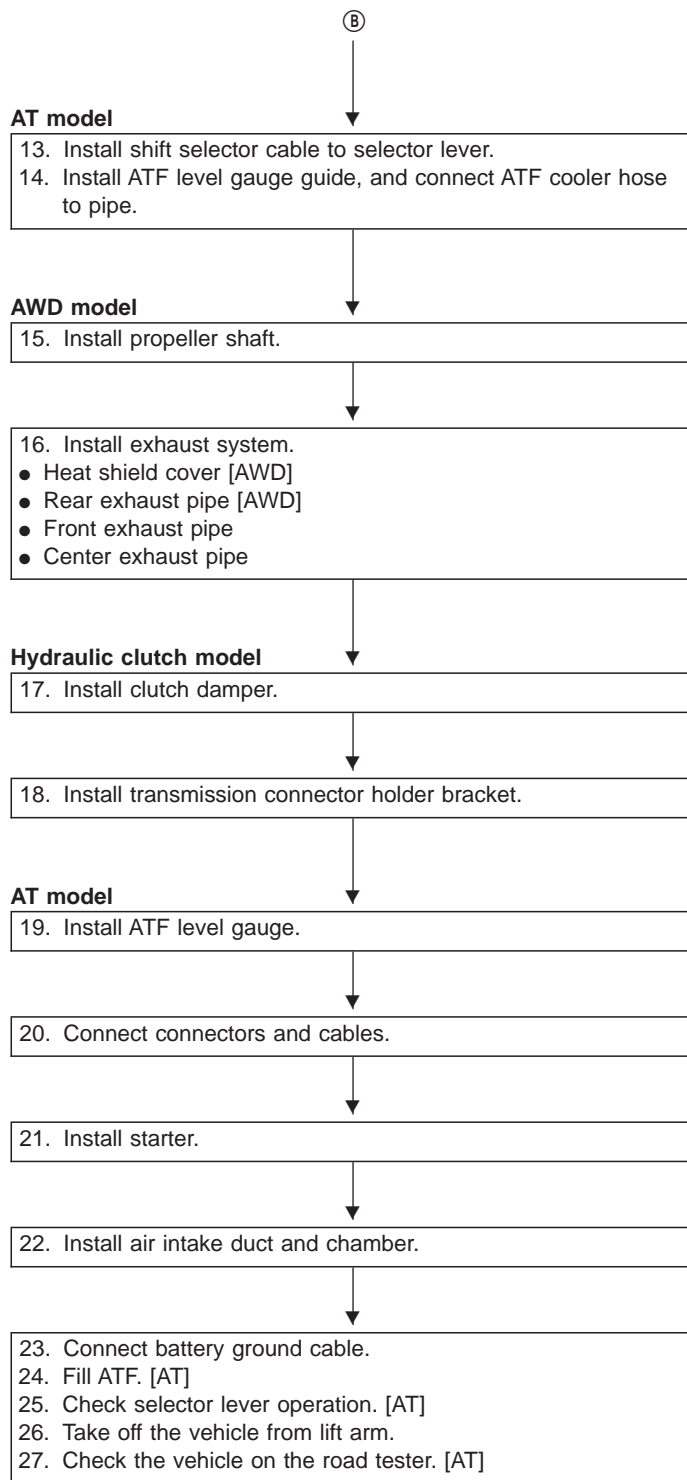 Ⓑ
AT model
13. Install shift selector cable to selector lever.
14. Install ATF level gauge guide, and connect ATF cooler hose
to pipe.
AWD model
15. Install propeller shaft.
16. Install exhaust system.
● Heat shield cover [AWD]
● Rear exhaust pipe [AWD]
● Front exhaust pipe
● Center exhaust pipe
Hydraulic clutch model
17. Install clutch damper.
18. Install transmission connector holder bracket.
AT model
19. Install ATF level gauge.
20. Connect connectors and cables.
21. Install starter.
22. Install air intake duct and chamber.
23. Connect battery ground cable.
24. Fill ATF. [AT]
25. Check selector lever operation. [AT]
26. Take off the vehicle from lift arm.
27. Check the vehicle on the road tester. [AT]